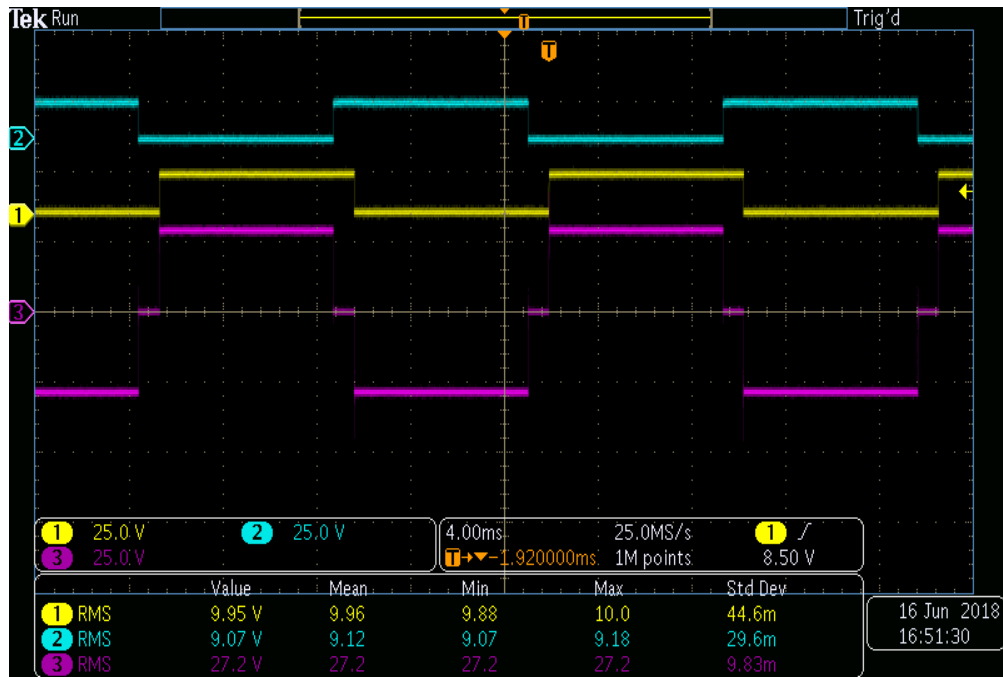 Tek Run Trig'd
T
T
2
1
3
1 25.0 V 2 25.0 V 4.00ms 25.0MS/s 1 8.50 V
3 25.0 V T→▼-1.920000ms 1M points
Value Mean Min Max Std Dev
1 RMS 9.95 V 9.96 9.88 10.0 44.6m
2 RMS 9.07 V 9.12 9.07 9.18 29.6m
3 RMS 27.2 V 27.2 27.2 27.2 9.83m
16 Jun 2018
16:51:30